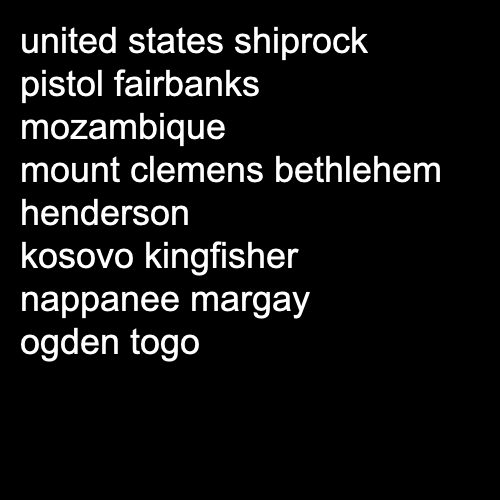 united states shiprock
pistol fairbanks
mozambique
mount clemens bethlehem
henderson
kosovo kingfisher
nappanee margay
ogden togo